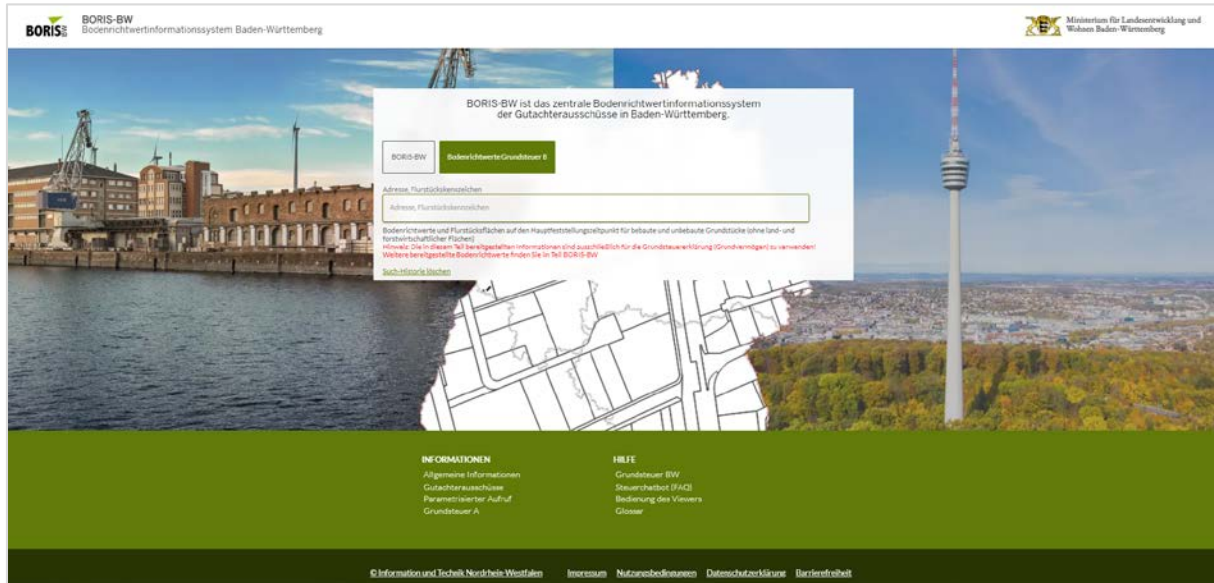 BORIS BW
BORIS-BW
Bodenrichtwertinformationssystem Baden-Württemberg
Ministerium für Landesentwicklung und
Wohnen Baden-Württemberg
BORIS-BW ist das zentrale Bodenrichtwertinformationssystem
der Gutachterausschüsse in Baden-Württemberg.
BORIS-BW
Bodenrichtwerte Grundsteuer B
Adresse, Flurstückskennzeichen
Adresse, Flurstückskennzeichen
Bodenrichtwerte und Flurstücksflächen auf den Hauptfeststellungszeitpunkt für bebaute und unbebaute Grundstücke (ohne land- und
forstwirtschaftlicher Flächen)
Hinweis: Die in diesem Teil bereitgestellten Informationen sind ausschließlich für die Grundsteuererklärung (Grundvermögen) zu verwenden!
Weitere bereitgestellte Bodenrichtwerte finden Sie in Teil BORIS-BW
Such-Historie löschen
INFORMATIONEN
Allgemeine Informationen
Gutachterausschüsse
Parametrisierter Aufruf
Grundsteuer A
HILFE
Grundsteuer BW
Steuerchatbot (FAQ)
Bedienung des Viewers
Glossar
© Information und Technik Nordrhein-Westfalen
Impressum
Nutzungsbedingungen
Datenschutzerklärung
Barrierefreiheit